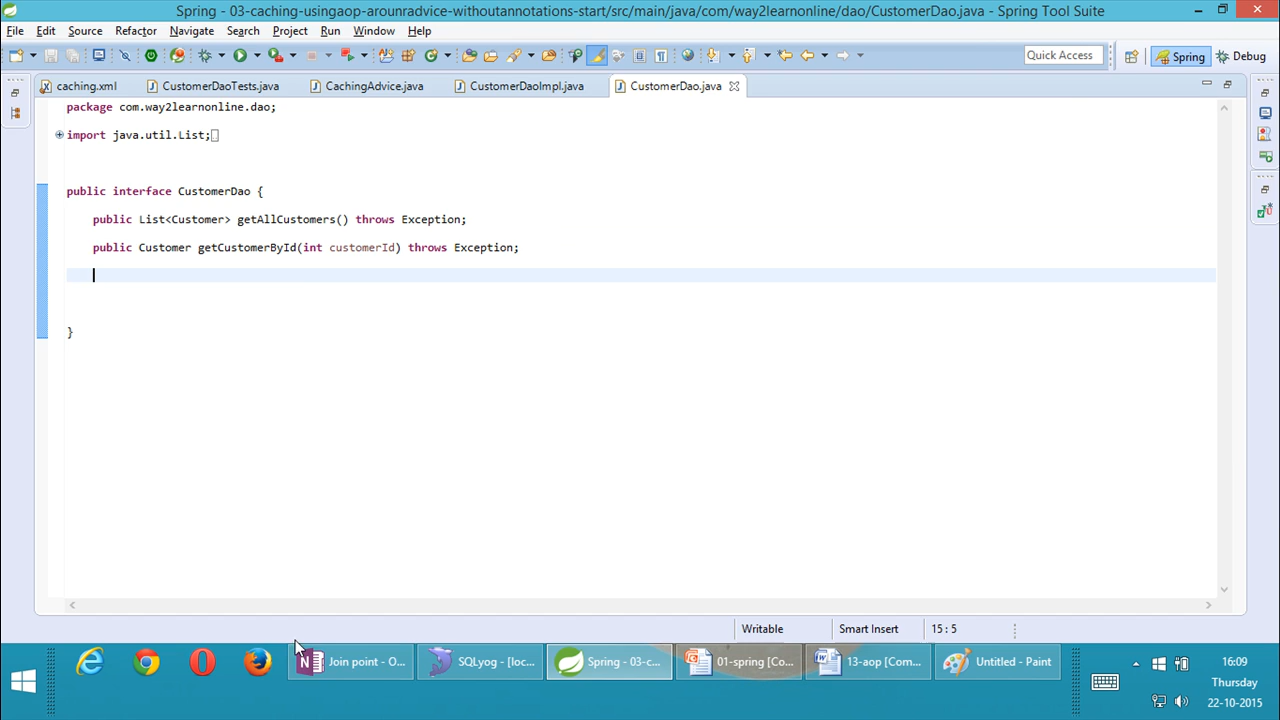 Spring - 03-caching-usingaop-arounradvice-withoutannotations-start/src/main/java/com/way2learnonline/dao/CustomerDao.java - Spring Tool Suite
File Edit Source Refactor Navigate Search Project Run Window Help
Quick Access Spring Debug
caching.xml CustomerDaoTests.java CachingAdvice.java CustomerDaoImpl.java CustomerDao.java
package com.way2learnonline.dao;
import java.util.List;
public interface CustomerDao {
public List<Customer> getAllCustomers() throws Exception;
public Customer getCustomerById(int customerId) throws Exception;
}
Writable Smart Insert 15 : 5
Join point - O... SQLyog - [loc... Spring - 03-c... 01-spring [Co... 13-aop [Com... Untitled - Paint
16:09
Thursday
22-10-2015